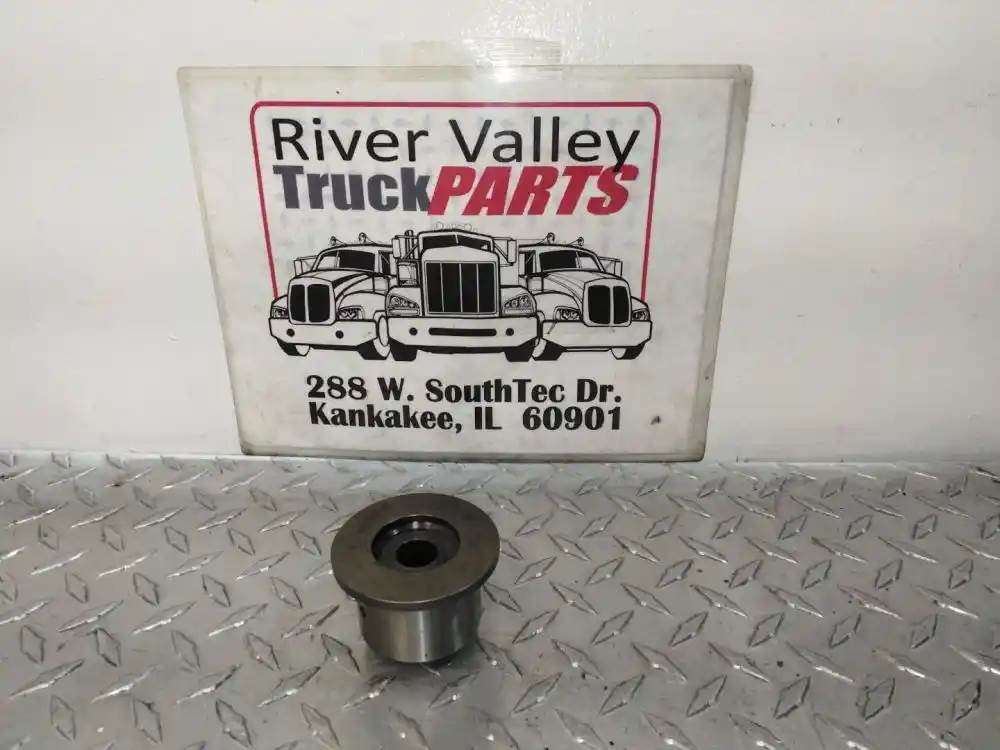 River Valley
TruckPARTS
288 W. SouthTec Dr.
Kankakee, IL 60901